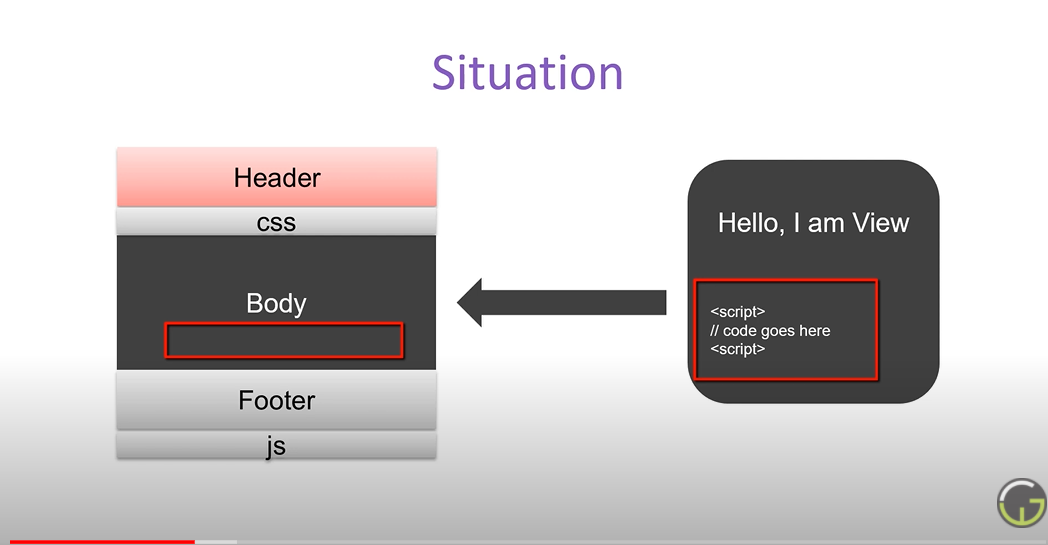 Situation
Header
css
Body
Footer
js
Hello, I am View
<script>
// code goes here
<script>